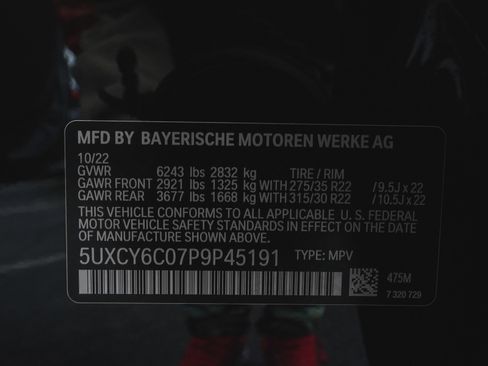 MFD BY BAYERISCHE MOTOREN WERKE AG
10/22
GVWR 6243 lbs 2832 kg TIRE / RIM
GAWR FRONT 2921 lbs 1325 kg WITH 275/35 R22 / 9.5J x 22
GAWR REAR 3677 lbs 1668 kg WITH 315/30 R22 / 10.5J x 22
THIS VEHICLE CONFORMS TO ALL APPLICABLE U. S. FEDERAL
MOTOR VEHICLE SAFETY STANDARDS IN EFFECT ON THE DATE
OF MANUFACTURE SHOWN ABOVE.
5UXCY6C07P9P45191 TYPE: MPV
475M
7 320 729